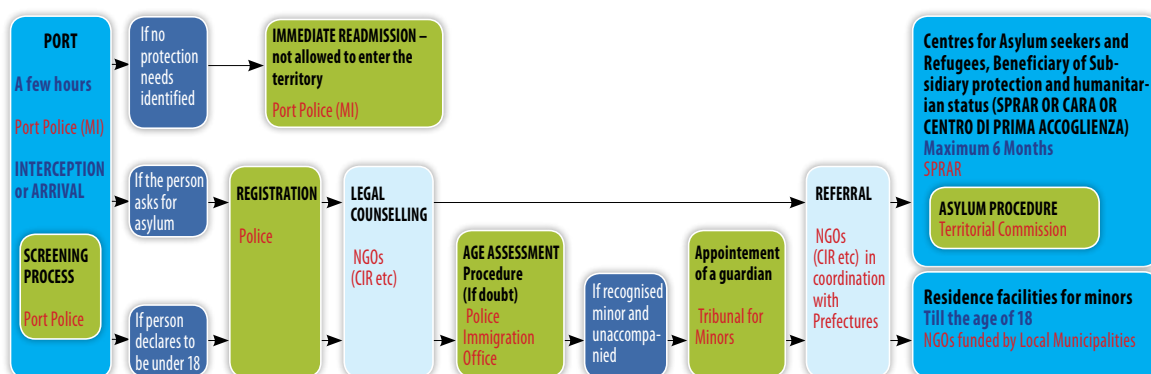 PORT
A few hours
Port Police (MI)
INTERCEPTION
or ARRIVAL
SCREENING
PROCESS
Port Police
If no
protection
needs
identified
IMMEDIATE READMISSION –
not allowed to enter the
territory
Port Police (MI)
If the person
asks for
asylum
If person
declares to
be under 18
REGISTRATION
Police
LEGAL
COUNSELLING
NGOs
(CIR etc)
AGE ASSESSMENT
Procedure
(If doubt)
Police
Immigration
Office
If recognised
minor and
unaccompa-
nied
Appointement
of a guardian
Tribunal for
Minors
REFERRAL
NGOs
(CIR etc) in
coordination
with
Prefectures
Centres for Asylum seekers and
Refugees, Beneficiary of Sub-
sidiary protection and humanitar-
ian status (SPRAR OR CARA OR
CENTRO DI PRIMA ACCOGLIENZA)
Maximum 6 Months
SPRAR
ASYLUM PROCEDURE
Territorial Commission
Residence facilities for minors
Till the age of 18
NGOs funded by Local Municipalities